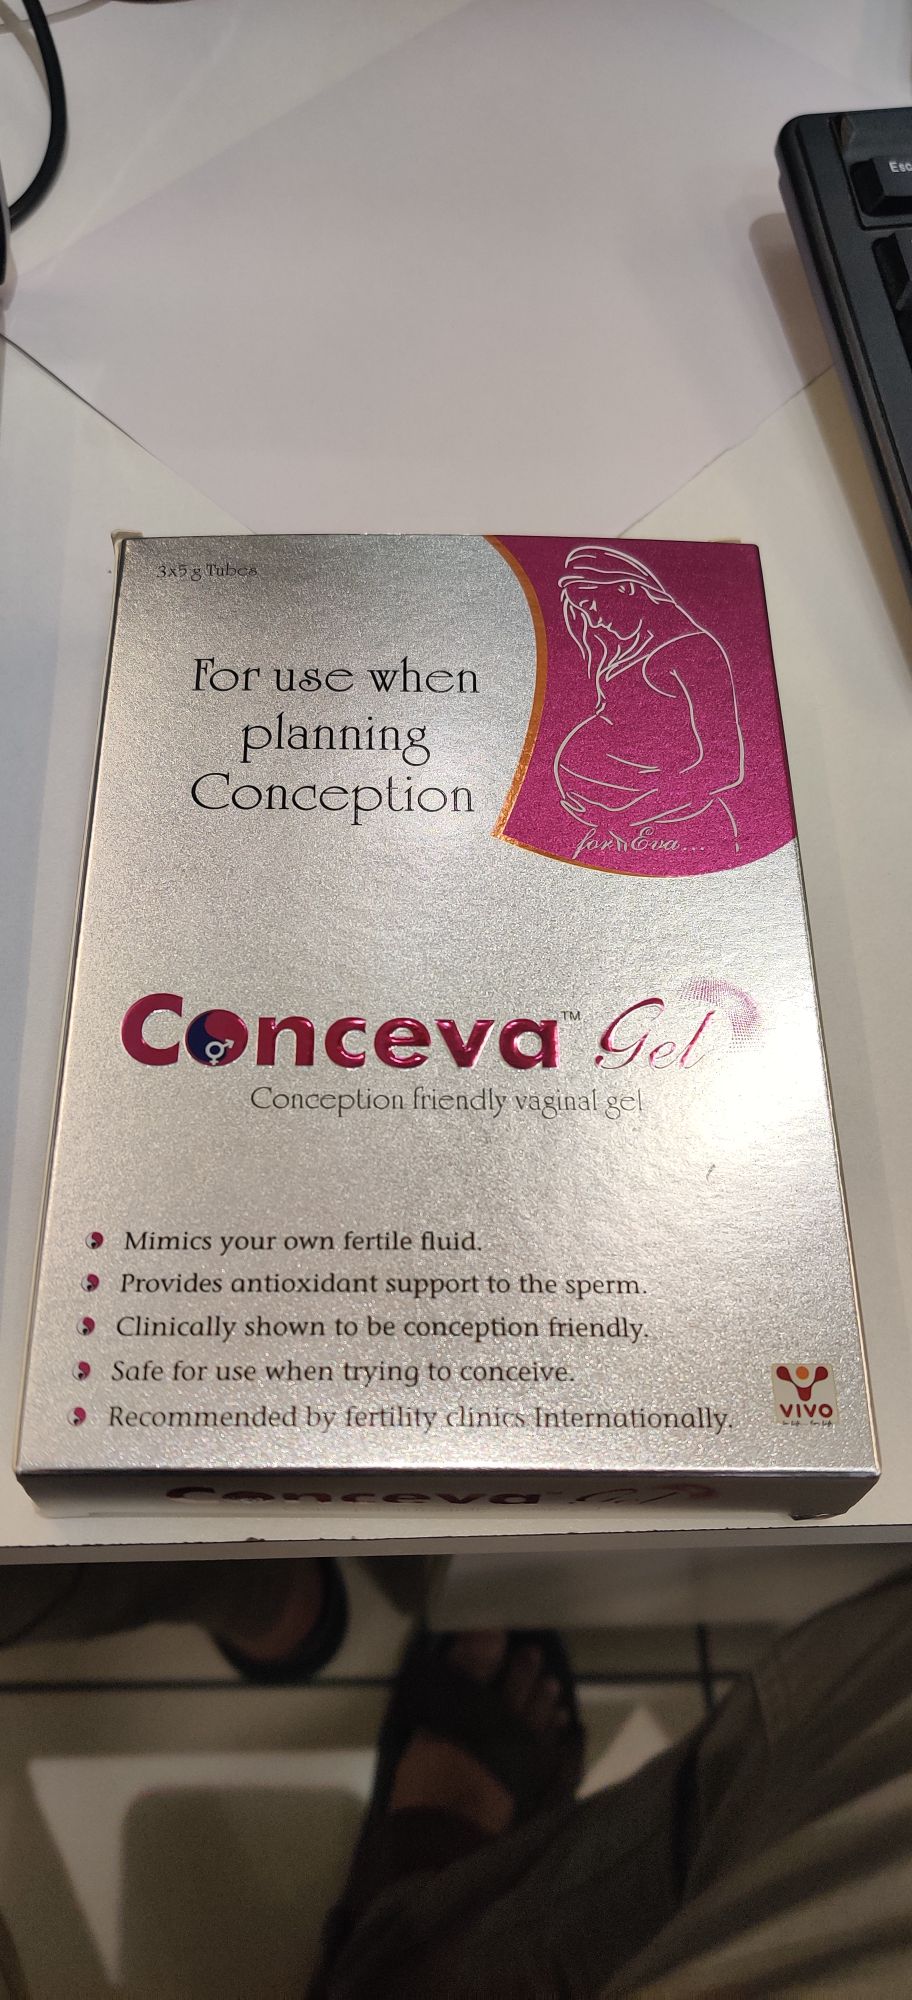 Esc
3x5 g Tubes
For use when
planning
Conception
for Eva...
Conceva™ Gel
Conception friendly vaginal gel
Mimics your own fertile fluid.
Provides antioxidant support to the sperm.
Clinically shown to be conception friendly.
Safe for use when trying to conceive.
Recommended by fertility clinics Internationally.
VIVO
Conceva Gel